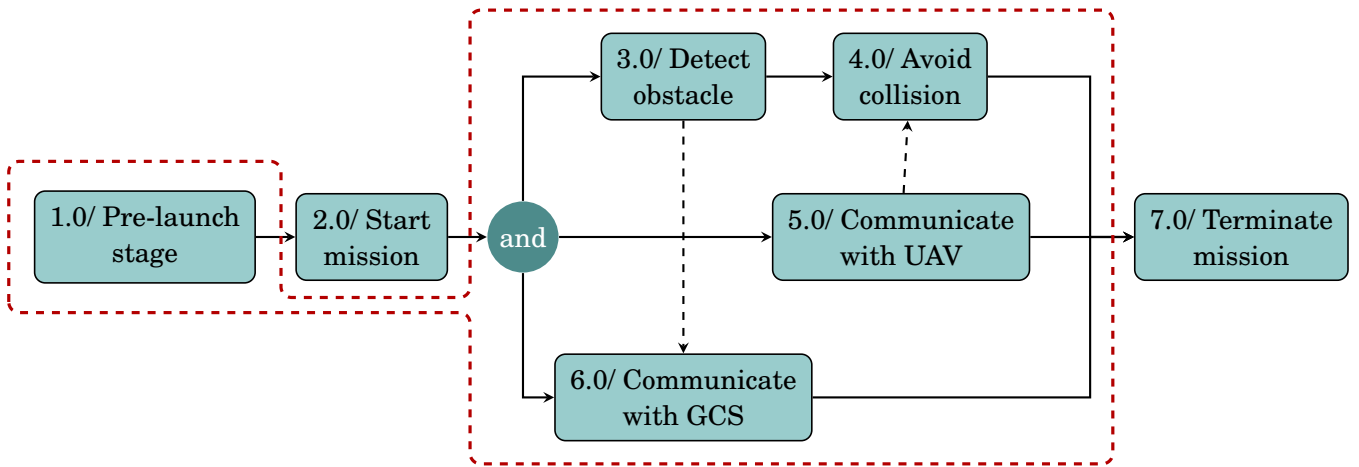 1.0/ Pre-launch
stage
2.0/ Start
mission
and
3.0/ Detect
obstacle
4.0/ Avoid
collision
5.0/ Communicate
with UAV
6.0/ Communicate
with GCS
7.0/ Terminate
mission